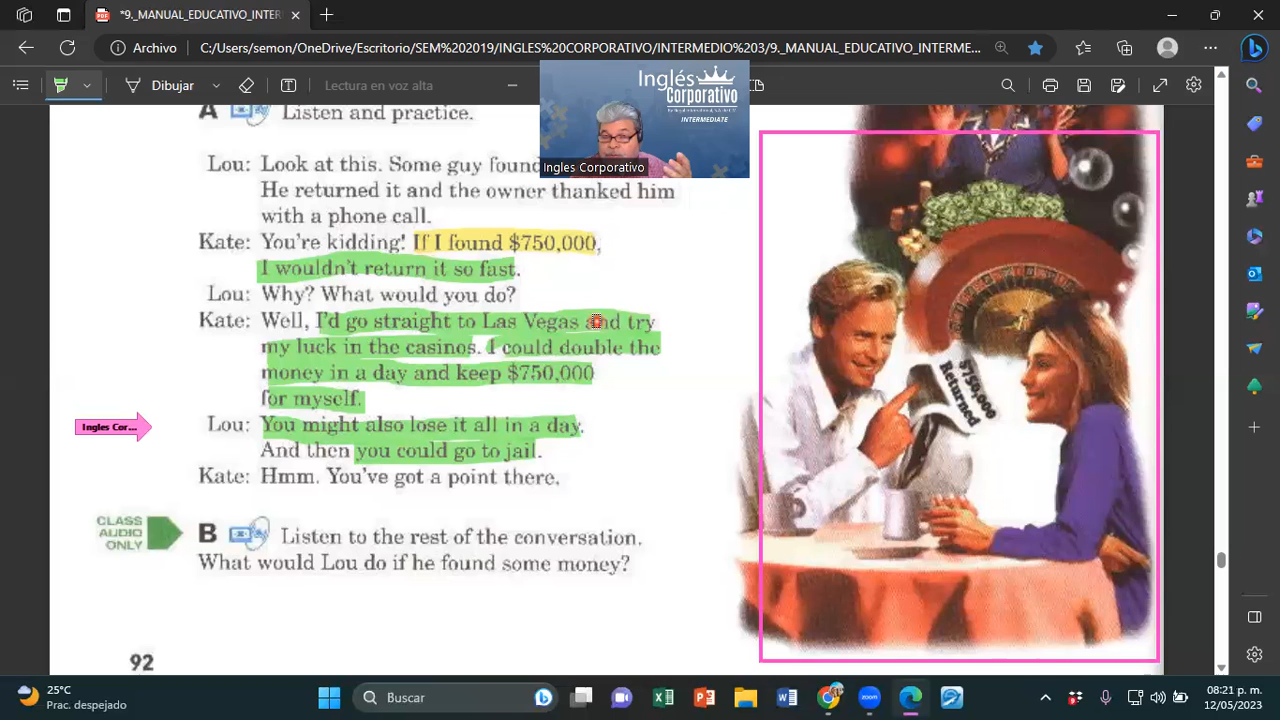 *9._MANUAL_EDUCATIVO_INTERMEDI
Archivo
C:/Users/semon/OneDrive/Escritorio/SEM%202019/INGLES%20CORPORATIVO/INTERMEDIO%203/9._MANUAL_EDUCATIVO_INTERME...
Dibujar
Lectura en voz alta
Inglés
Corporativo
INTERMEDIATE
Ingles Corporativo
A Listen and practice.
Lou: Look at this. Some guy found
He returned it and the owner thanked him
with a phone call.
Kate: You're kidding! If I found $750,000,
I wouldn't return it so fast.
Lou: Why? What would you do?
Kate: Well, I'd go straight to Las Vegas and try
my luck in the casinos. I could double the
money in a day and keep $750,000
for myself.
Ingles Cor...
Lou: You might also lose it all in a day.
And then you could go to jail.
Kate: Hmm. You've got a point there.
$750,000
Returned
CLASS
AUDIO
ONLY
B Listen to the rest of the conversation.
What would Lou do if he found some money?
92
25°C
Prac. despejado
Buscar
zoom
08:21 p. m.
12/05/2023